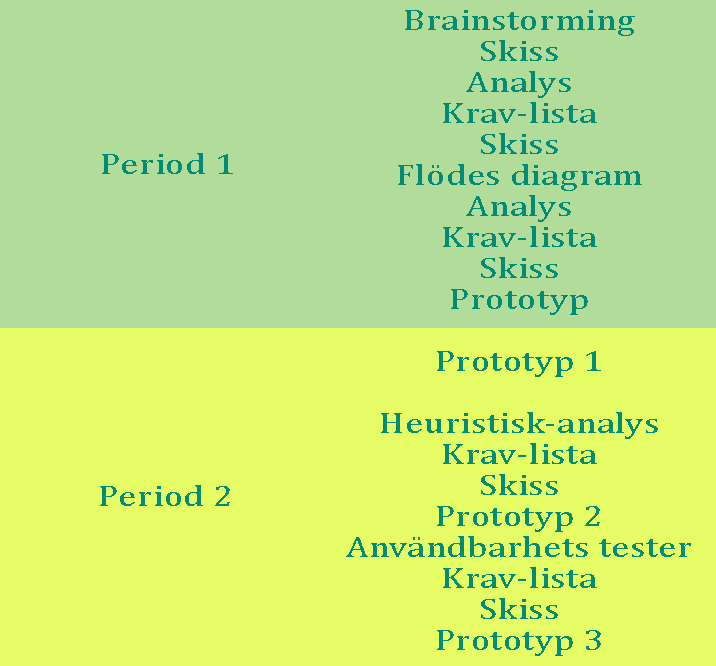 Period 1
Brainstorming
Skiss
Analys
Krav-lista
Skiss
Flödes diagram
Analys
Krav-lista
Skiss
Prototyp
Period 2
Prototyp 1
Heuristisk-analys
Krav-lista
Skiss
Prototyp 2
Användbarhets tester
Krav-lista
Skiss
Prototyp 3